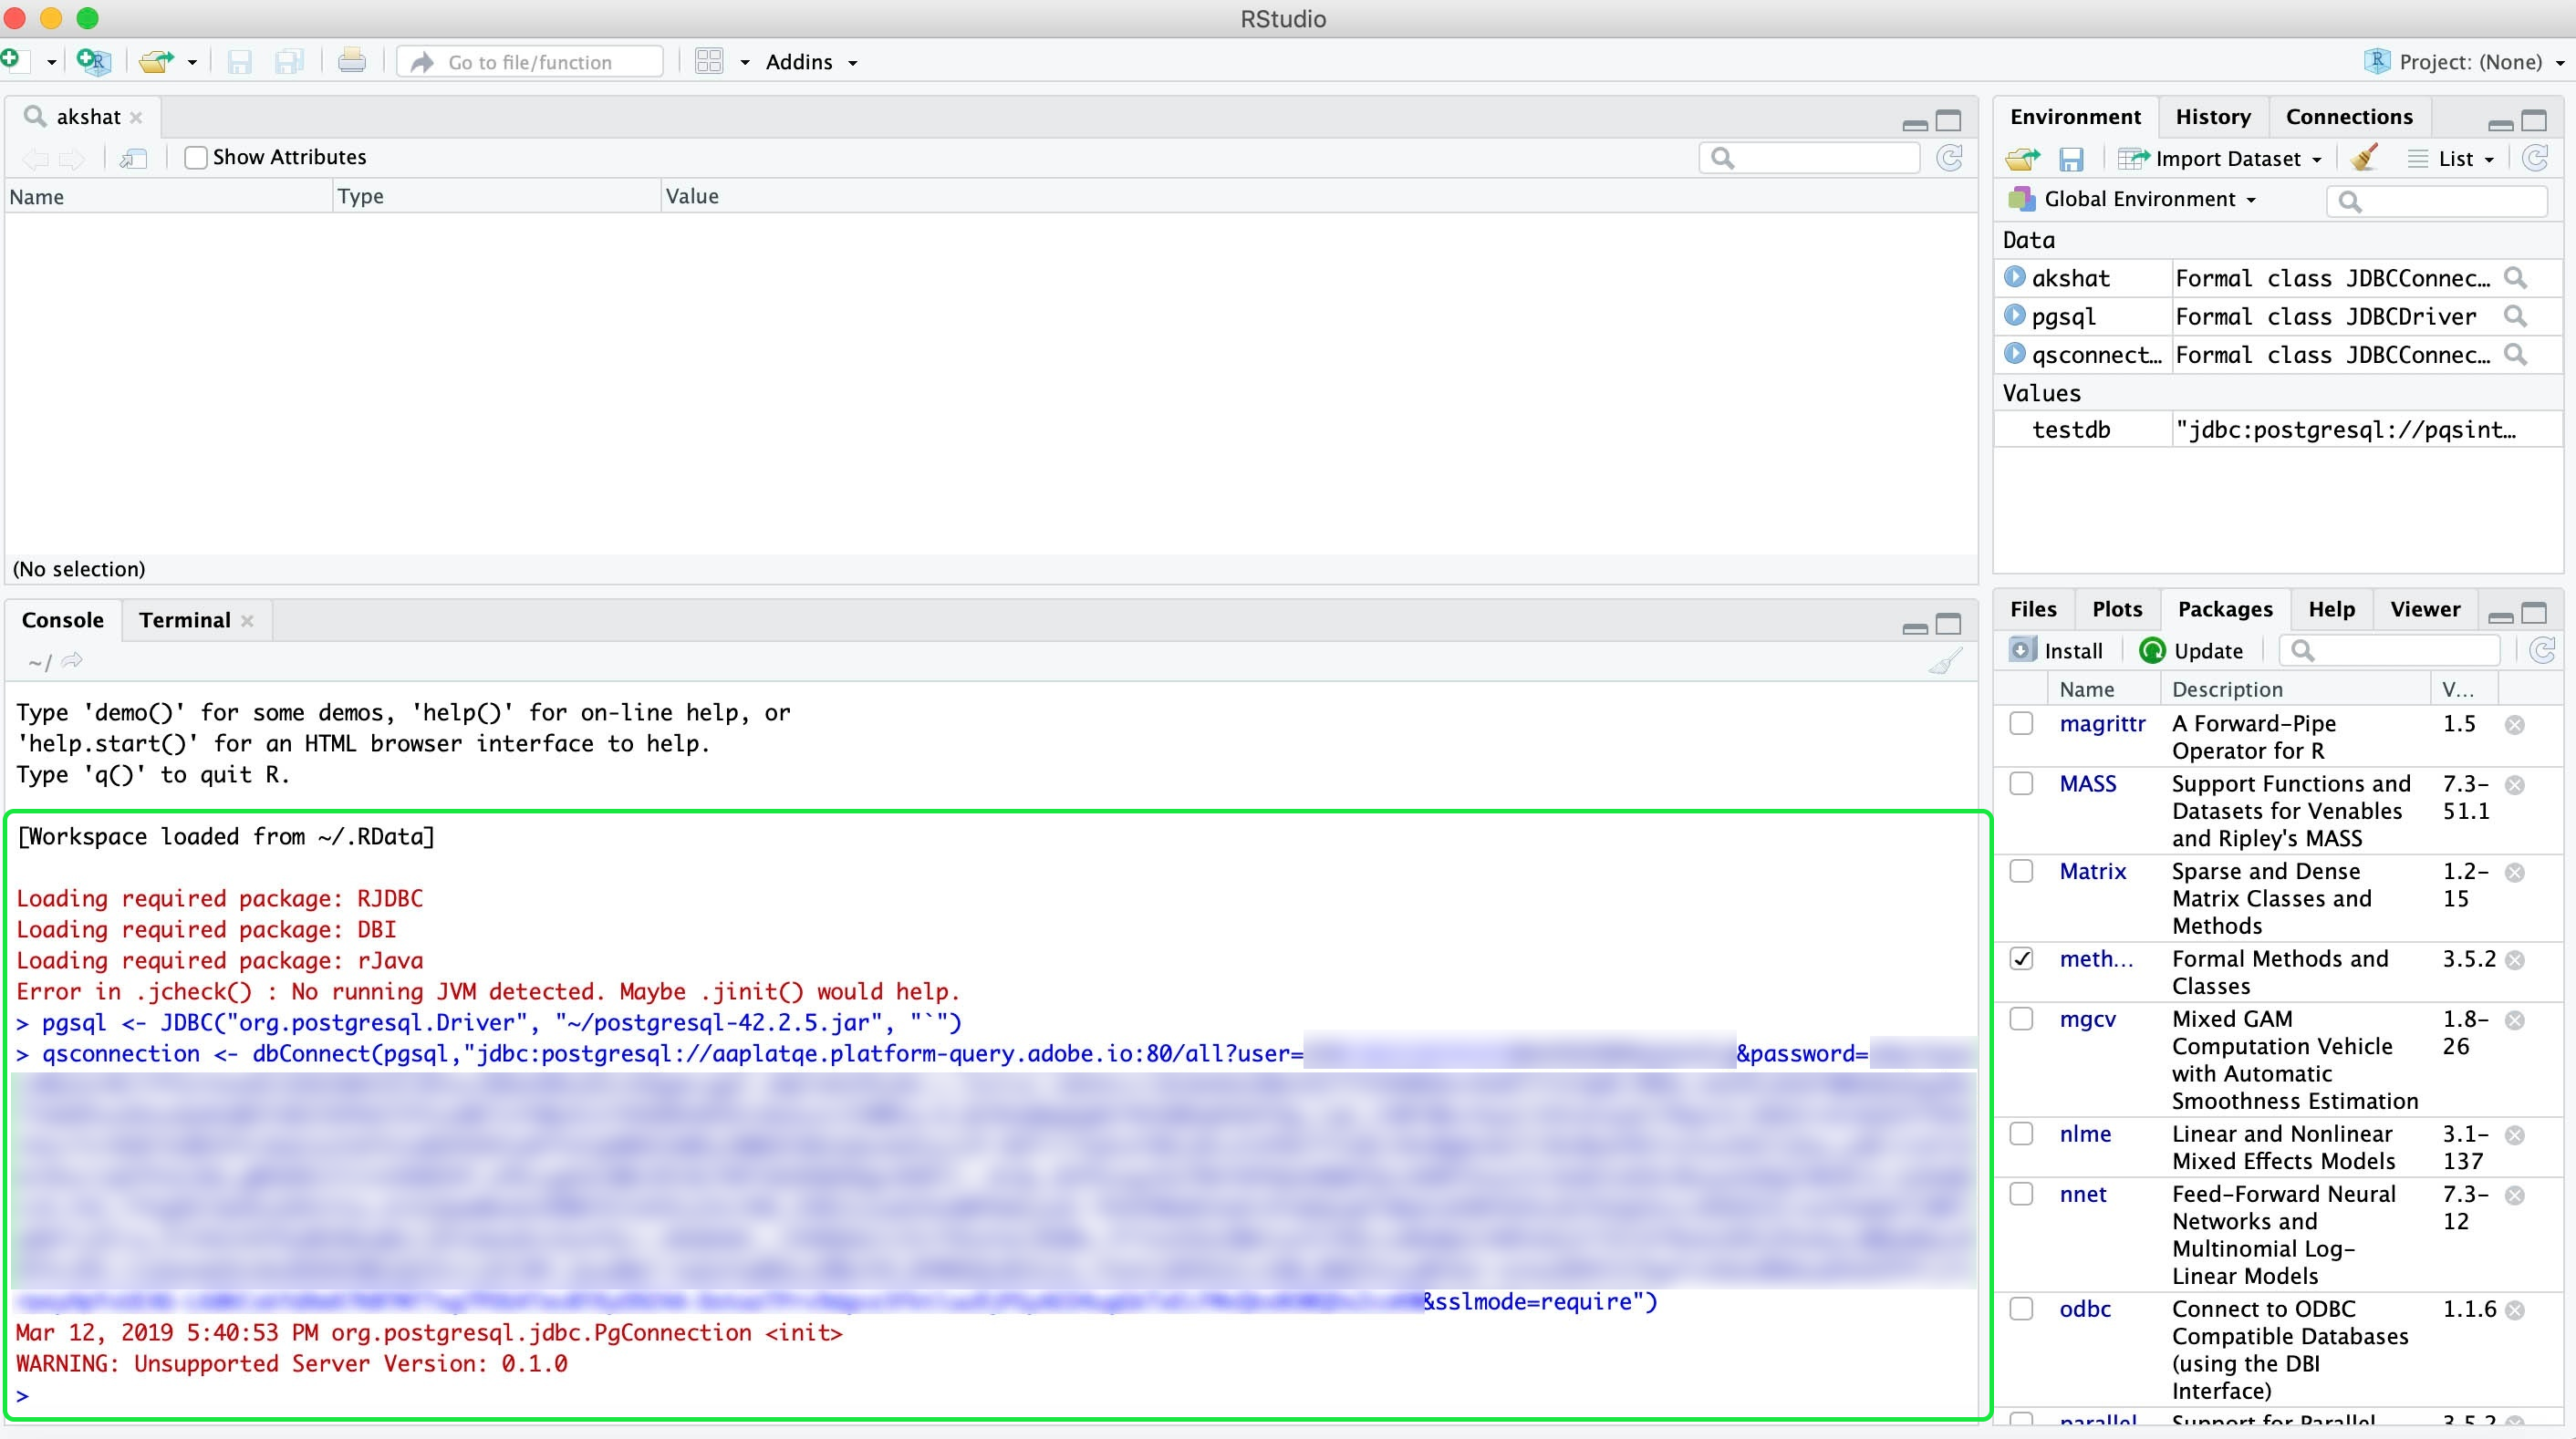 RStudio
Go to file/function
Addins
Project: (None)
akshat
Show Attributes
Name Type Value
(No selection)
Console Terminal
~/
Type 'demo()' for some demos, 'help()' for on-line help, or
'help.start()' for an HTML browser interface to help.
Type 'q()' to quit R.
[Workspace loaded from ~/.RData]
Loading required package: RJDBC
Loading required package: DBI
Loading required package: rJava
Error in .jcheck() : No running JVM detected. Maybe .jinit() would help.
> pgsql <- JDBC("org.postgresql.Driver", "~/postgresql-42.2.5.jar", "`")
> qsconnection <- dbConnect(pgsql,"jdbc:postgresql://aaplatqe.platform-query.adobe.io:80/all?user= &password=
&sslmode=require")
Mar 12, 2019 5:40:53 PM org.postgresql.jdbc.PgConnection <init>
WARNING: Unsupported Server Version: 0.1.0
>
Environment History Connections
Import Dataset List
Global Environment
Data
akshat Formal class JDBCConnec…
pgsql Formal class JDBCDriver
qsconnect… Formal class JDBCConnec…
Values
testdb "jdbc:postgresql://pqsint…
Files Plots Packages Help Viewer
Install Update
Name Description V…
magrittr A Forward-Pipe 1.5
Operator for R
MASS Support Functions and 7.3-
Datasets for Venables 51.1
and Ripley's MASS
Matrix Sparse and Dense 1.2-
Matrix Classes and 15
Methods
meth… Formal Methods and 3.5.2
Classes
mgcv Mixed GAM 1.8-
Computation Vehicle 26
with Automatic
Smoothness Estimation
nlme Linear and Nonlinear 3.1-
Mixed Effects Models 137
nnet Feed-Forward Neural 7.3-
Networks and 12
Multinomial Log-
Linear Models
odbc Connect to ODBC 1.1.6
Compatible Databases
(using the DBI
Interface)
parallel Support for Parallel 3.5.2